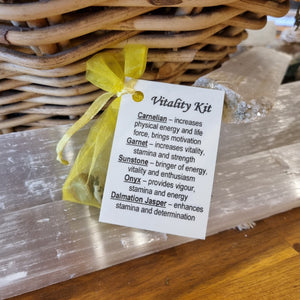 Vitality Kit
Carnelian – increases
physical energy and life
force, brings motivation
Garnet – increases vitality,
stamina and strength
Sunstone – bringer of energy,
vitality and enthusiasm
Onyx – provides vigour,
stamina and energy
Dalmation Jasper – enhances
stamina and determination